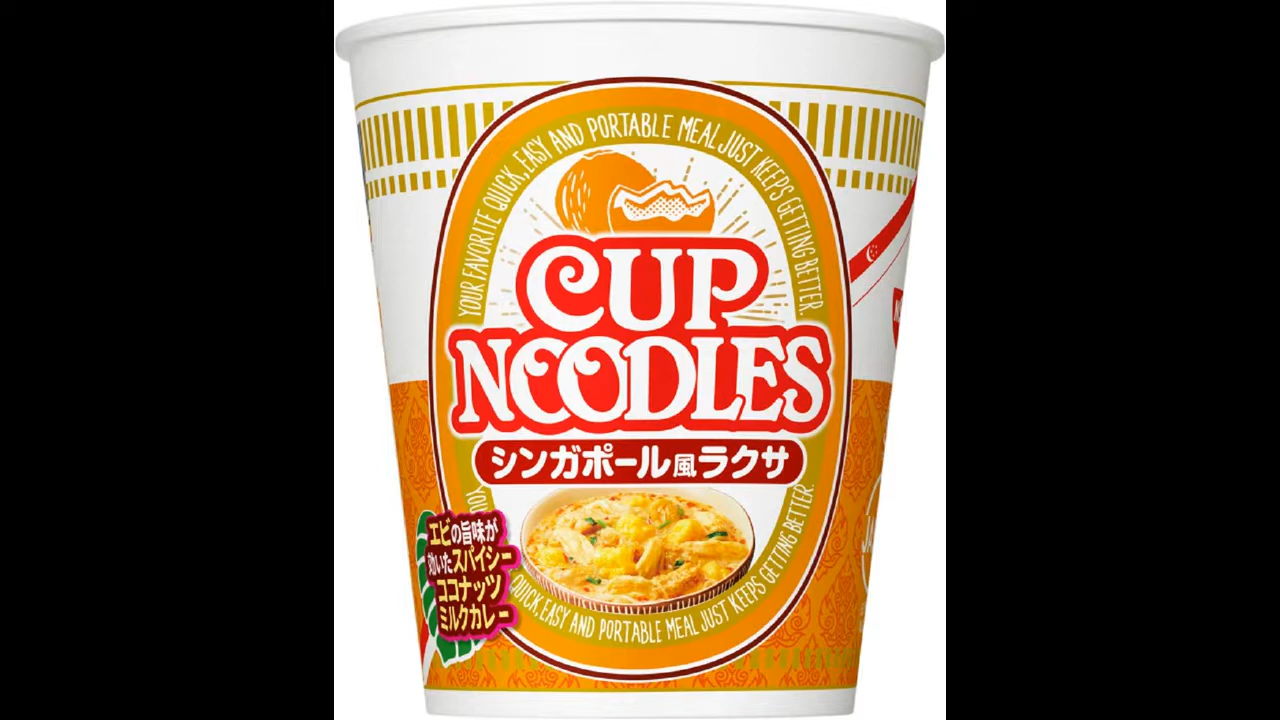 YOUR FAVORITE QUICK, EASY AND PORTABLE MEAL JUST KEEPS GETTING BETTER.
CUP
NOODLES
シンガポール風ラクサ
エビの旨味が
効いたスパイシー
ココナッツ
ミルクカレー
QUICK, EASY AND PORTABLE MEAL JUST KEEPS GETTING BETTER.